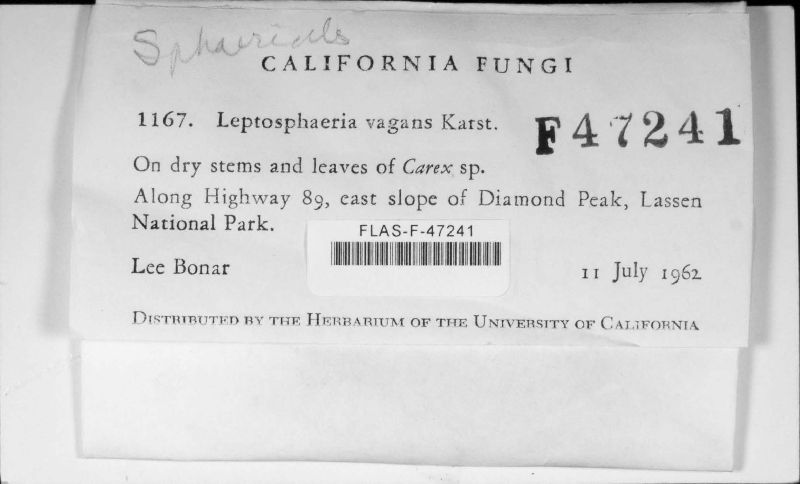 Sphaeriales
CALIFORNIA FUNGI
1167. Leptosphaeria vagans Karst.
F47241
On dry stems and leaves of Carex sp.
Along Highway 89, east slope of Diamond Peak, Lassen
National Park.
FLAS-F-47241
Lee Bonar
11 July 1962
DISTRIBUTED BY THE HERBARIUM OF THE UNIVERSITY OF CALIFORNIA